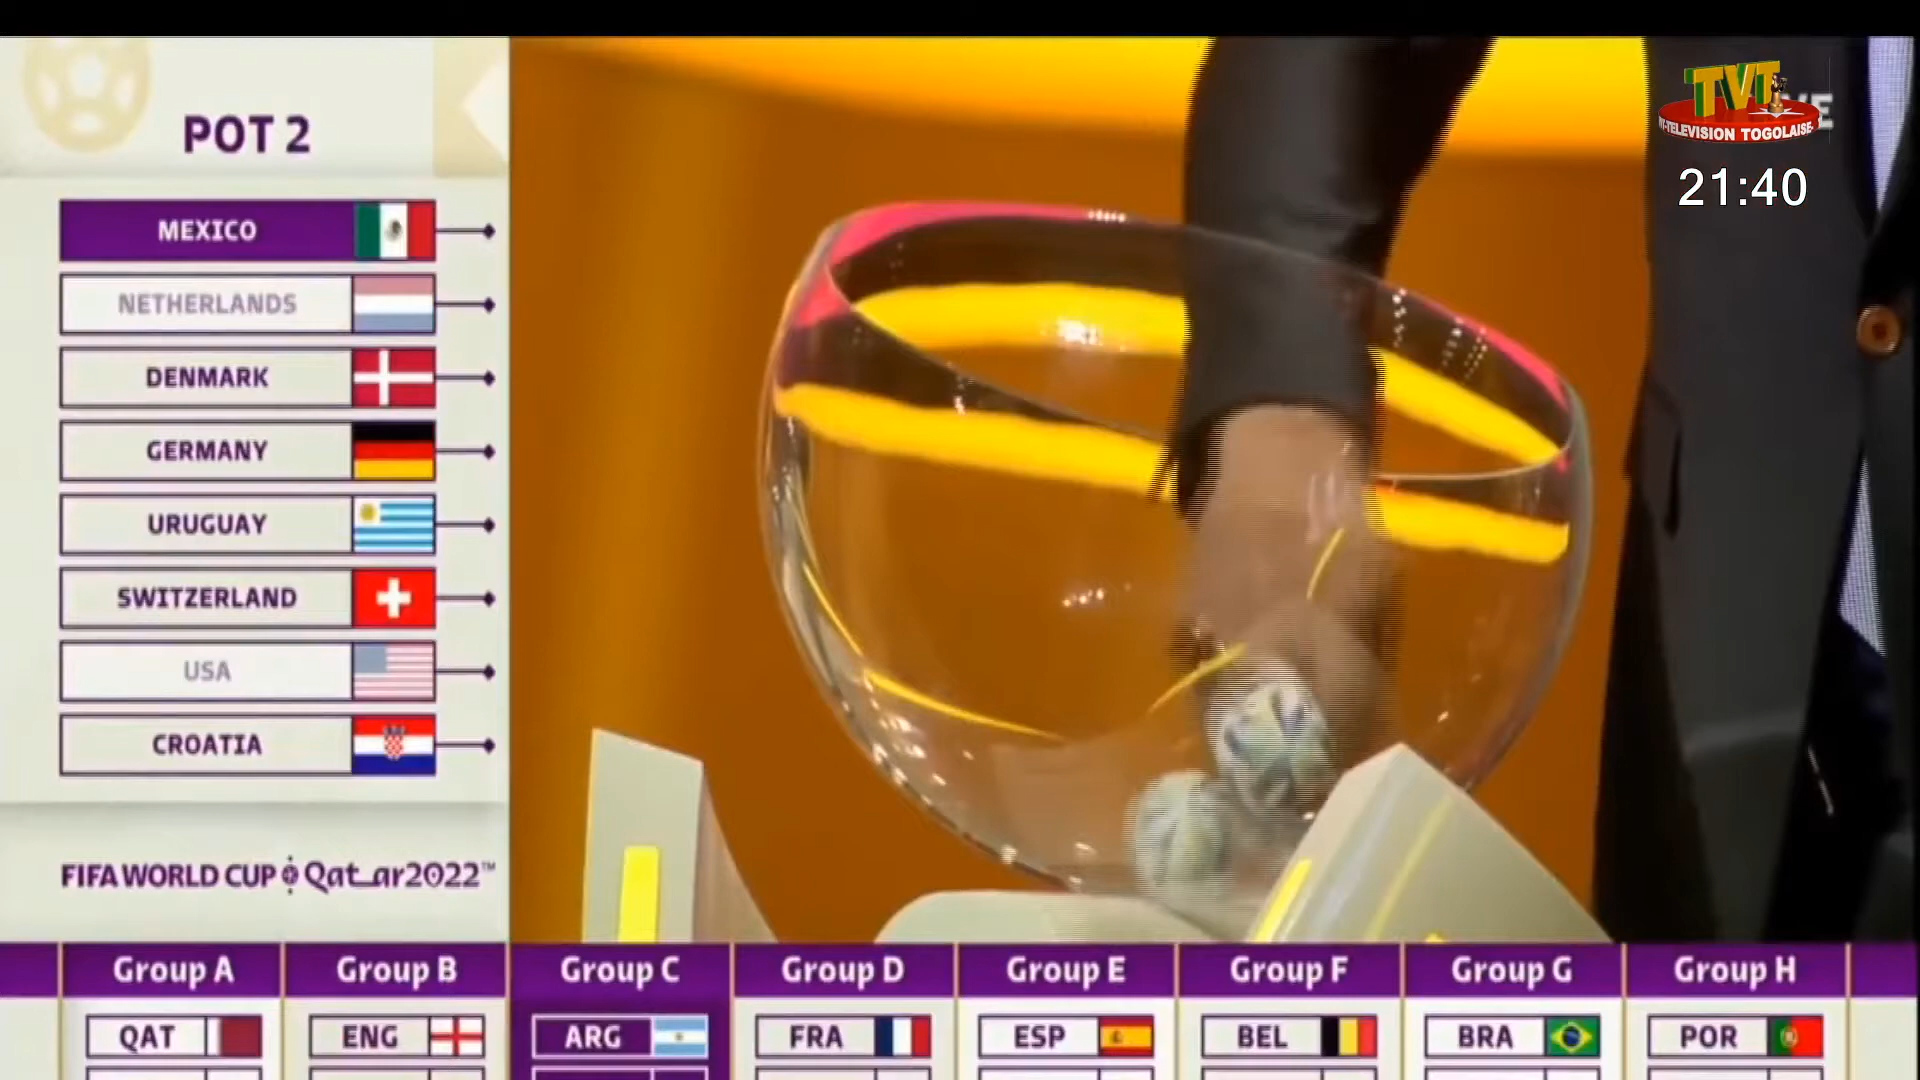 POT 2
MEXICO
NETHERLANDS
DENMARK
GERMANY
URUGUAY
SWITZERLAND
USA
CROATIA
FIFA WORLD CUP Qatar2022™
TVT
TELEVISION TOGOLAISE
21:40
Group A
Group B
Group C
Group D
Group E
Group F
Group G
Group H
QAT
ENG
ARG
FRA
ESP
BEL
BRA
POR